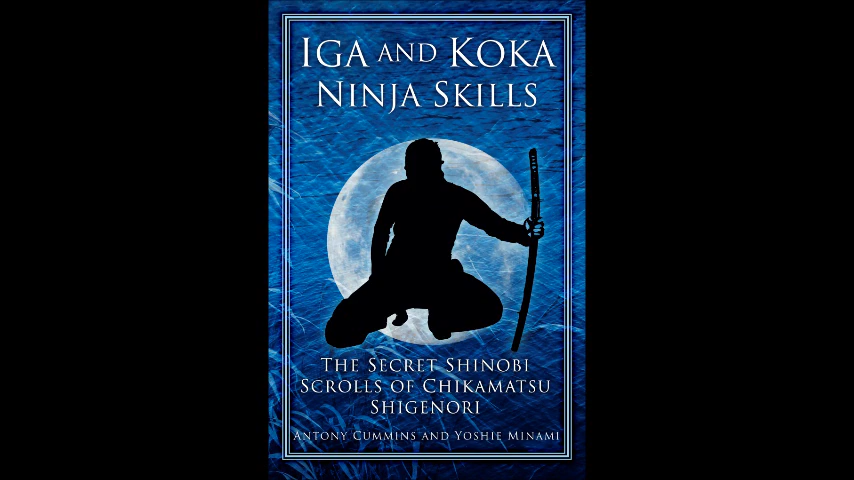 IGA AND KOKA
NINJA SKILLS
THE SECRET SHINOBI
SCROLLS OF CHIKAMATSU
SHIGENORI
ANTONY CUMMINS AND YOSHIE MINAMI